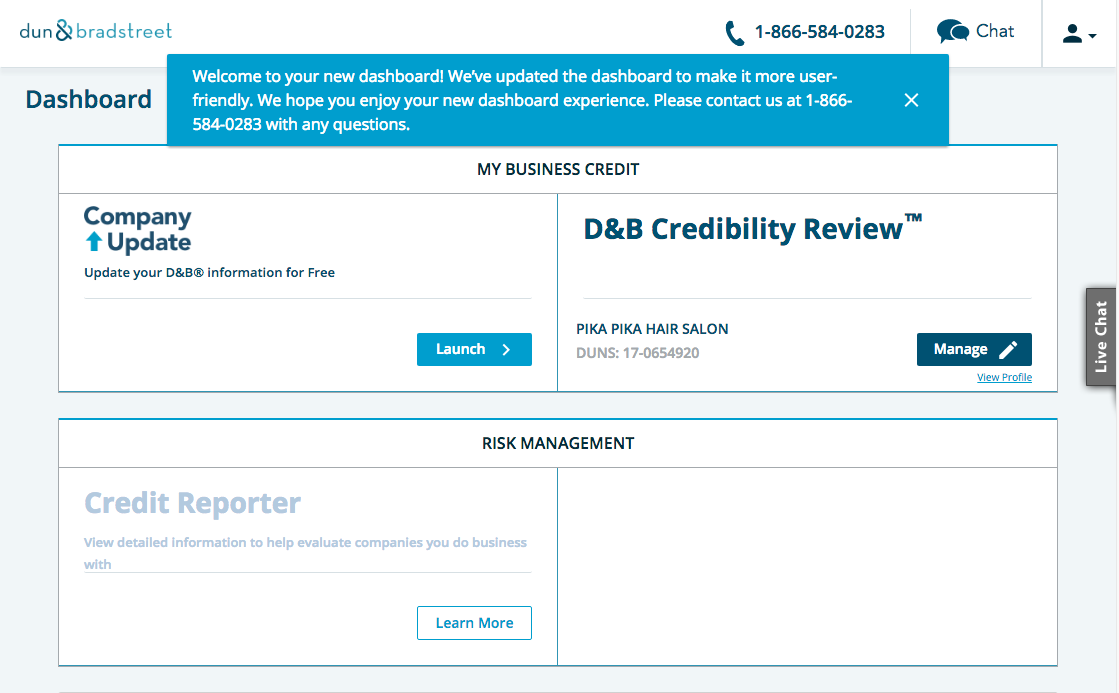 dun&bradstreet
1-866-584-0283
Chat
Dashboard
Welcome to your new dashboard! We've updated the dashboard to make it more user-
friendly. We hope you enjoy your new dashboard experience. Please contact us at 1-866-
584-0283 with any questions.
MY BUSINESS CREDIT
Company
Update
Update your D&B® information for Free
Launch
D&B Credibility Review™
PIKA PIKA HAIR SALON
DUNS: 17-0654920
Manage
View Profile
Live Chat
RISK MANAGEMENT
Credit Reporter
View detailed information to help evaluate companies you do business
with
Learn More